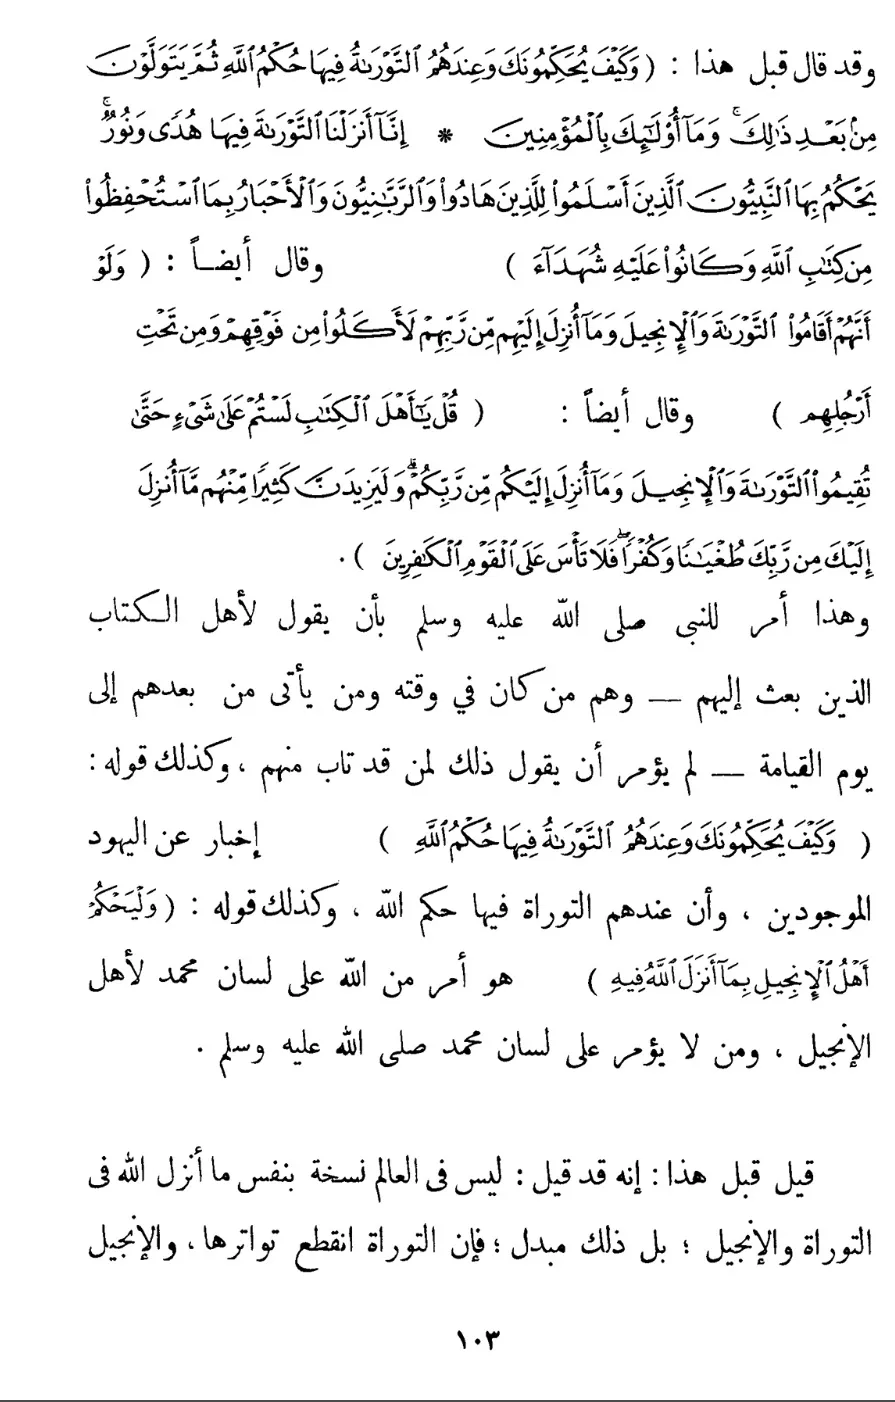 وقد قال قبل هذا : ( وَكَيْفَ يُحَكِّمُونَكَ وَعِندَهُمُ ٱلتَّوْرَىٰةُ فِيهَا حُكْمُ ٱللَّهِ ثُمَّ يَتَوَلَّوْنَ
مِنۢ بَعْدِ ذَٰلِكَ ۚ وَمَآ أُو۟لَٰٓئِكَ بِٱلْمُؤْمِنِينَ * إِنَّآ أَنزَلْنَا ٱلتَّوْرَىٰةَ فِيهَا هُدًى وَنُورٌ ۚ
يَحْكُمُ بِهَا ٱلنَّبِيُّونَ ٱلَّذِينَ أَسْلَمُوا۟ لِلَّذِينَ هَادُوا۟ وَٱلرَّبَّٰنِيُّونَ وَٱلْأَحْبَارُ بِمَا ٱسْتُحْفِظُوا۟
مِن كِتَٰبِ ٱللَّهِ وَكَانُوا۟ عَلَيْهِ شُهَدَآءَ ) وقال أيضاً : ( وَلَوْ
أَنَّهُمْ أَقَامُوا۟ ٱلتَّوْرَىٰةَ وَٱلْإِنجِيلَ وَمَآ أُنزِلَ إِلَيْهِم مِّن رَّبِّهِمْ لَأَكَلُوا۟ مِن فَوْقِهِمْ وَمِن تَحْتِ
أَرْجُلِهِم ) وقال أيضاً : ( قُلْ يَٰٓأَهْلَ ٱلْكِتَٰبِ لَسْتُمْ عَلَىٰ شَىْءٍ حَتَّىٰ
تُقِيمُوا۟ ٱلتَّوْرَىٰةَ وَٱلْإِنجِيلَ وَمَآ أُنزِلَ إِلَيْكُم مِّن رَّبِّكُمْ ۗ وَلَيَزِيدَنَّ كَثِيرًا مِّنْهُم مَّآ أُنزِلَ
إِلَيْكَ مِن رَّبِّكَ طُغْيَٰنًا وَكُفْرًا ۖ فَلَا تَأْسَ عَلَى ٱلْقَوْمِ ٱلْكَٰفِرِينَ ) .
وهذا أمر للنبى صلى الله عليه وسلم بأن يقول لأهل الكتاب
الذين بعث إليهم — وهم من كان في وقته ومن يأتى من بعدهم إلى
يوم القيامة — لم يؤمر أن يقول ذلك لمن قد تاب منهم ، وكذلك قوله :
( وَكَيْفَ يُحَكِّمُونَكَ وَعِندَهُمُ ٱلتَّوْرَىٰةُ فِيهَا حُكْمُ ٱللَّهِ ) إخبار عن اليهود
الموجودين ، وأن عندهم التوراة فيها حكم الله ، وكذلك قوله : ( وَلْيَحْكُمْ
أَهْلُ ٱلْإِنجِيلِ بِمَآ أَنزَلَ ٱللَّهُ فِيهِ ) هو أمر من الله على لسان محمد لأهل
الإنجيل ، ومن لا يؤمر على لسان محمد صلى الله عليه وسلم .
قيل قبل هذا : إنه قد قيل : ليس فى العالم نسخة بنفس ما أنزل الله فى
التوراة والإنجيل ؛ بل ذلك مبدل ؛ فإن التوراة انقطع تواترها ، والإنجيل
١٠٣